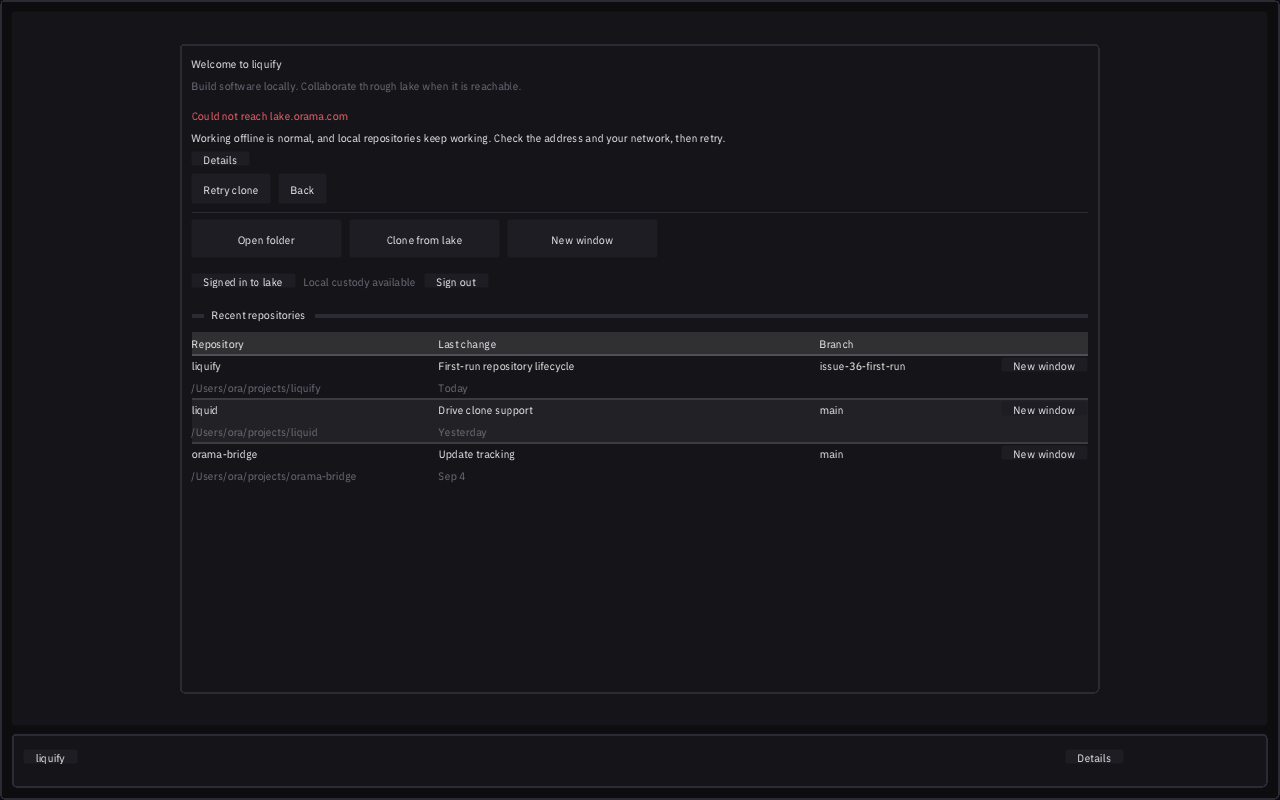 Welcome to liquify
Build software locally. Collaborate through lake when it is reachable.
Could not reach lake.orama.com
Working offline is normal, and local repositories keep working. Check the address and your network, then retry.
Details
Retry clone Back
Open folder Clone from lake New window
Signed in to lake Local custody available Sign out
Recent repositories
Repository Last change Branch
liquify First-run repository lifecycle issue-36-first-run New window
/Users/ora/projects/liquify Today
liquid Drive clone support main New window
/Users/ora/projects/liquid Yesterday
orama-bridge Update tracking main New window
/Users/ora/projects/orama-bridge Sep 4
liquify Details